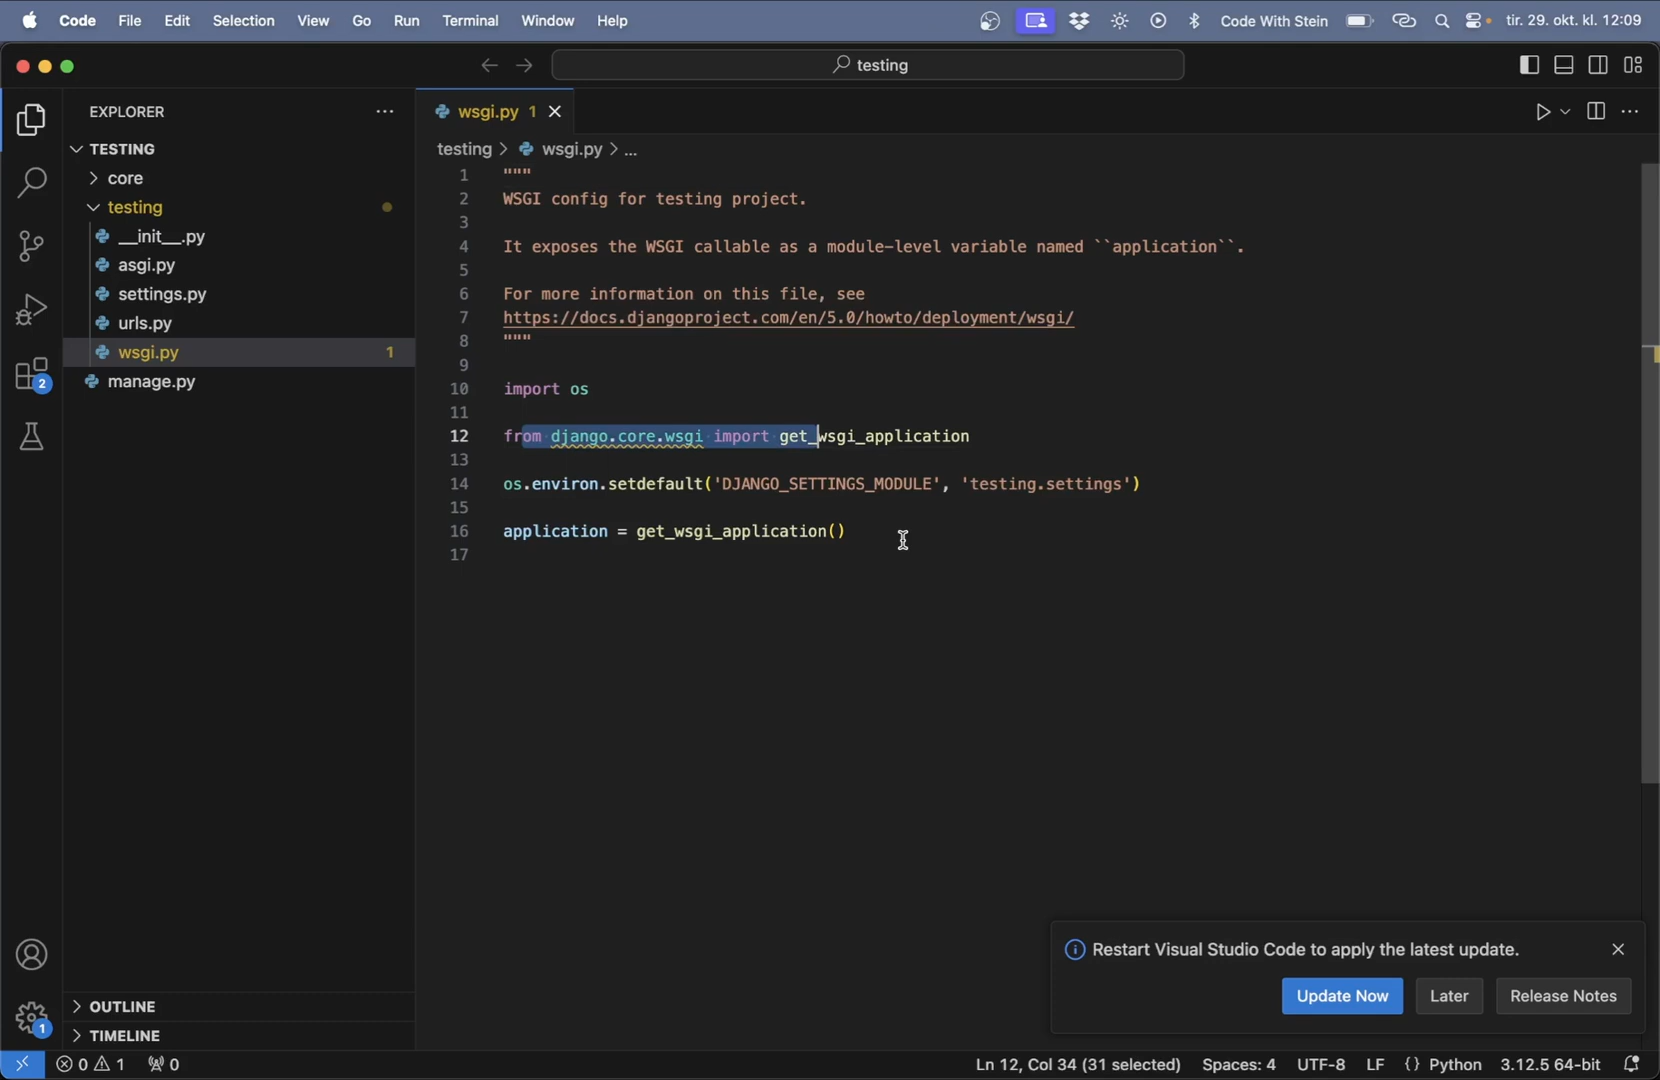 Code File Edit Selection View Go Run Terminal Window Help Code With Stein tir. 29. okt. kl. 12:09
testing
EXPLORER
TESTING
core
testing
__init__.py
asgi.py
settings.py
urls.py
wsgi.py 1
manage.py
OUTLINE
TIMELINE
2
1
wsgi.py 1
testing > wsgi.py > ...
1 """
2 WSGI config for testing project.
3
4 It exposes the WSGI callable as a module-level variable named ``application``.
5
6 For more information on this file, see
7 https://docs.djangoproject.com/en/5.0/howto/deployment/wsgi/
8 """
9
10 import os
11
12 from django.core.wsgi import get_wsgi_application
13
14 os.environ.setdefault('DJANGO_SETTINGS_MODULE', 'testing.settings')
15
16 application = get_wsgi_application()
17
Restart Visual Studio Code to apply the latest update.
Update Now Later Release Notes
0 1 0 Ln 12, Col 34 (31 selected) Spaces: 4 UTF-8 LF {} Python 3.12.5 64-bit